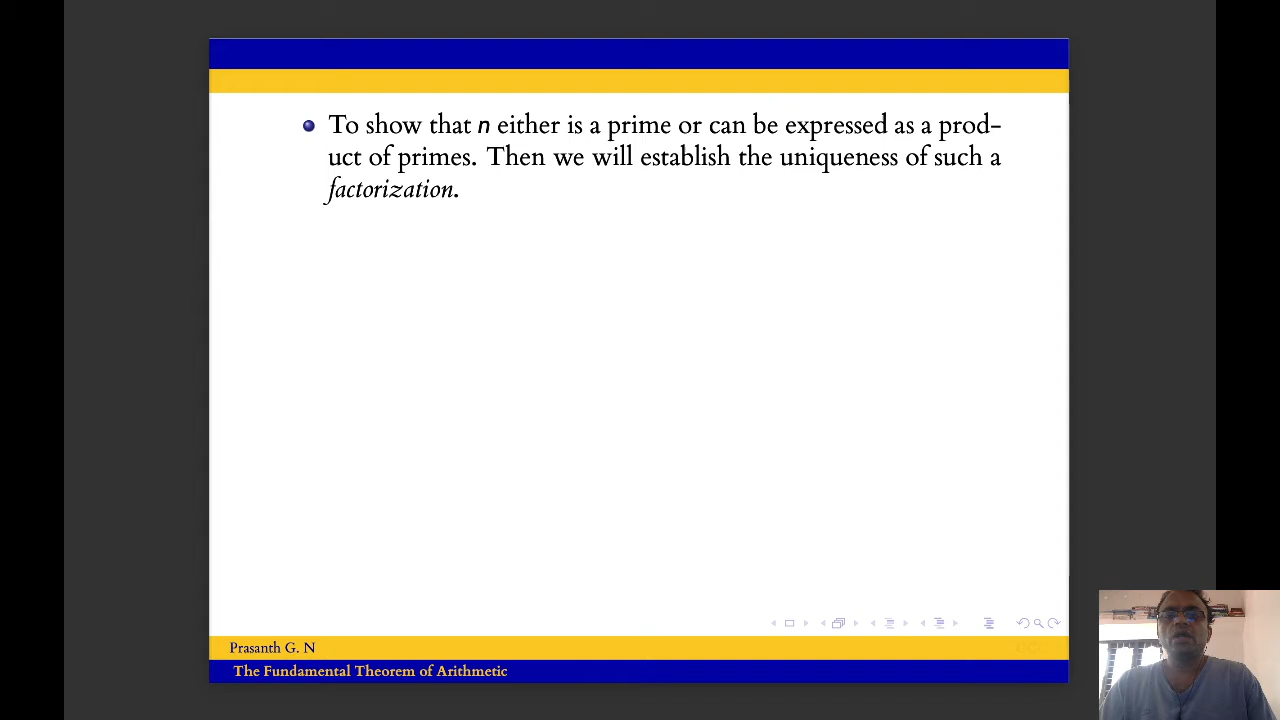 To show that n either is a prime or can be expressed as a prod-
uct of primes. Then we will establish the uniqueness of such a
factorization.
Prasanth G. N
The Fundamental Theorem of Arithmetic